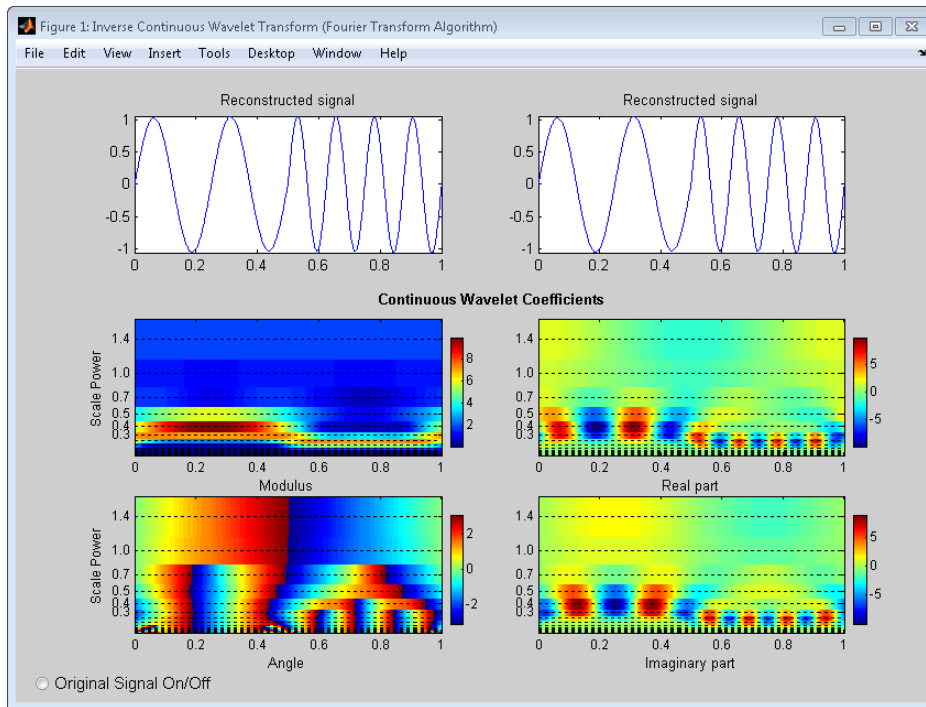 Figure 1: Inverse Continuous Wavelet Transform (Fourier Transform Algorithm)
File Edit View Insert Tools Desktop Window Help
Reconstructed signal
1
0.5
0
-0.5
-1
0 0.2 0.4 0.6 0.8 1
Reconstructed signal
1
0.5
0
-0.5
-1
0 0.2 0.4 0.6 0.8 1
Continuous Wavelet Coefficients
Scale Power
1.4
1.0
0.7
0.5
0.4
0.3
0 0.2 0.4 0.6 0.8 1
8
6
4
2
Modulus
1.4
1.0
0.7
0.5
0.4
0.3
0 0.2 0.4 0.6 0.8 1
5
0
-5
Real part
Scale Power
1.4
1.0
0.7
0.5
0.4
0.3
0 0.2 0.4 0.6 0.8 1
2
0
-2
Angle
1.4
1.0
0.7
0.5
0.4
0.3
0 0.2 0.4 0.6 0.8 1
5
0
-5
Imaginary part
Original Signal On/Off